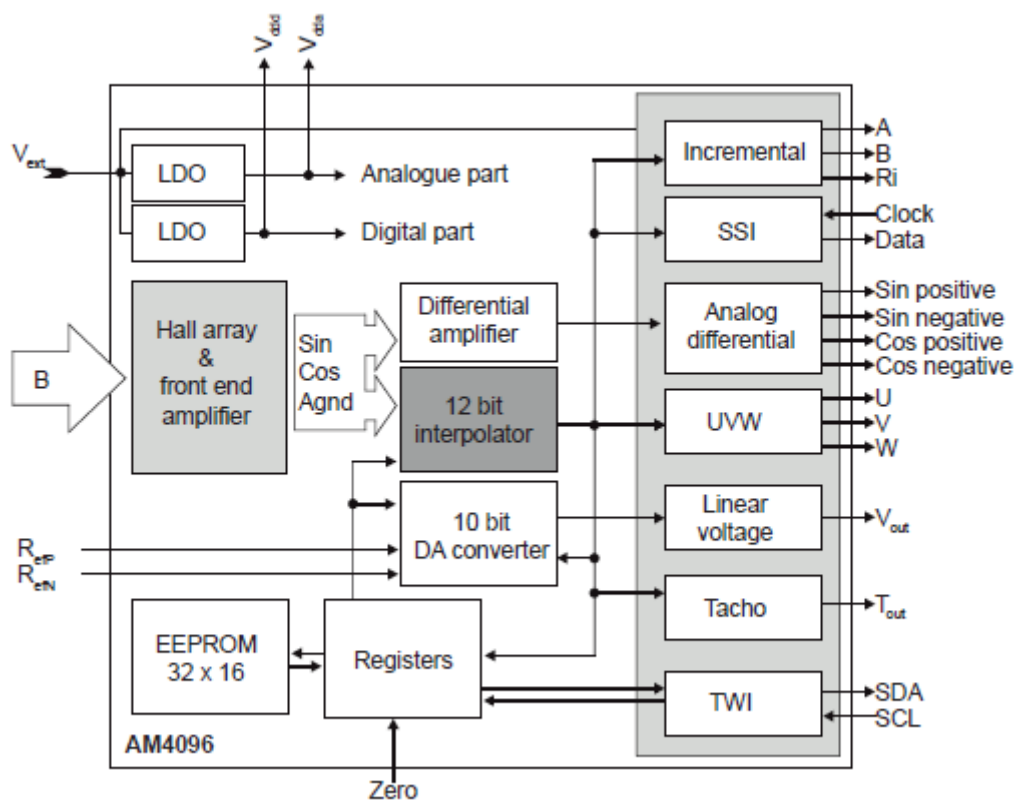 Vddd
Vdda
Vext
LDO
Analogue part
LDO
Digital part
B
Hall array
&
front end
amplifier
Sin
Cos
Agnd
Differential
amplifier
12 bit
interpolator
10 bit
DA converter
RefP
RefN
EEPROM
32 x 16
Registers
Zero
AM4096
Incremental
A
B
Ri
SSI
Clock
Data
Analog
differential
Sin positive
Sin negative
Cos positive
Cos negative
UVW
U
V
W
Linear
voltage
Vout
Tacho
Tout
TWI
SDA
SCL